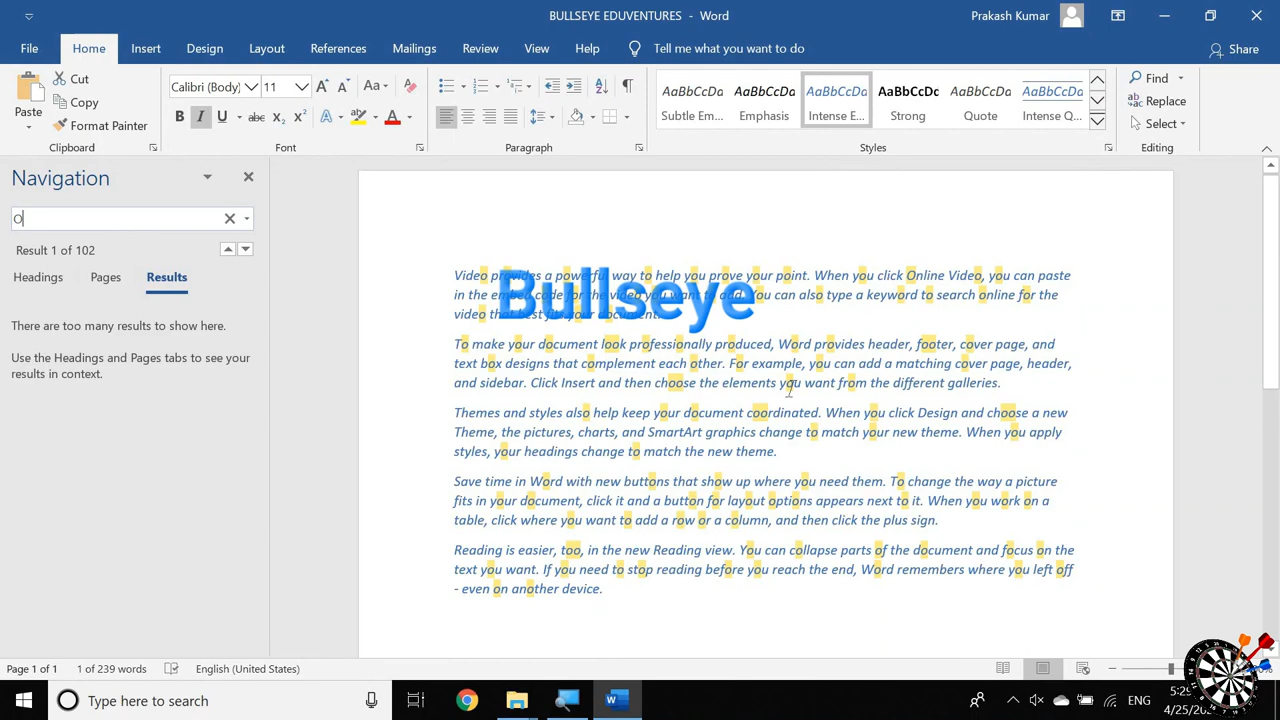 BULLSEYE EDUVENTURES - Word
Prakash Kumar
File Home Insert Design Layout References Mailings Review View Help Tell me what you want to do Share
Paste
Cut
Copy
Format Painter
Clipboard
Calibri (Body) 11 Aa
B I U abc X2 X2 A ab A
Font
Paragraph
AaBbCcDc AaBbCcDc AaBbCcDc AaBbCcDc AaBbCcDc AaBbCcDc
Subtle Em... Emphasis Intense E... Strong Quote Intense Q...
Styles
Find
Replace
Select
Editing
Navigation
O
Result 1 of 102
Headings Pages Results
There are too many results to show here.
Use the Headings and Pages tabs to see your
results in context.
Bullseye
Video provides a powerful way to help you prove your point. When you click Online Video, you can paste
in the embed code for the video you want to add. You can also type a keyword to search online for the
video that best fits your document.
To make your document look professionally produced, Word provides header, footer, cover page, and
text box designs that complement each other. For example, you can add a matching cover page, header,
and sidebar. Click Insert and then choose the elements you want from the different galleries.
Themes and styles also help keep your document coordinated. When you click Design and choose a new
Theme, the pictures, charts, and SmartArt graphics change to match your new theme. When you apply
styles, your headings change to match the new theme.
Save time in Word with new buttons that show up where you need them. To change the way a picture
fits in your document, click it and a button for layout options appears next to it. When you work on a
table, click where you want to add a row or a column, and then click the plus sign.
Reading is easier, too, in the new Reading view. You can collapse parts of the document and focus on the
text you want. If you need to stop reading before you reach the end, Word remembers where you left off
- even on another device.
Page 1 of 1 1 of 239 words English (United States)
Type here to search
ENG